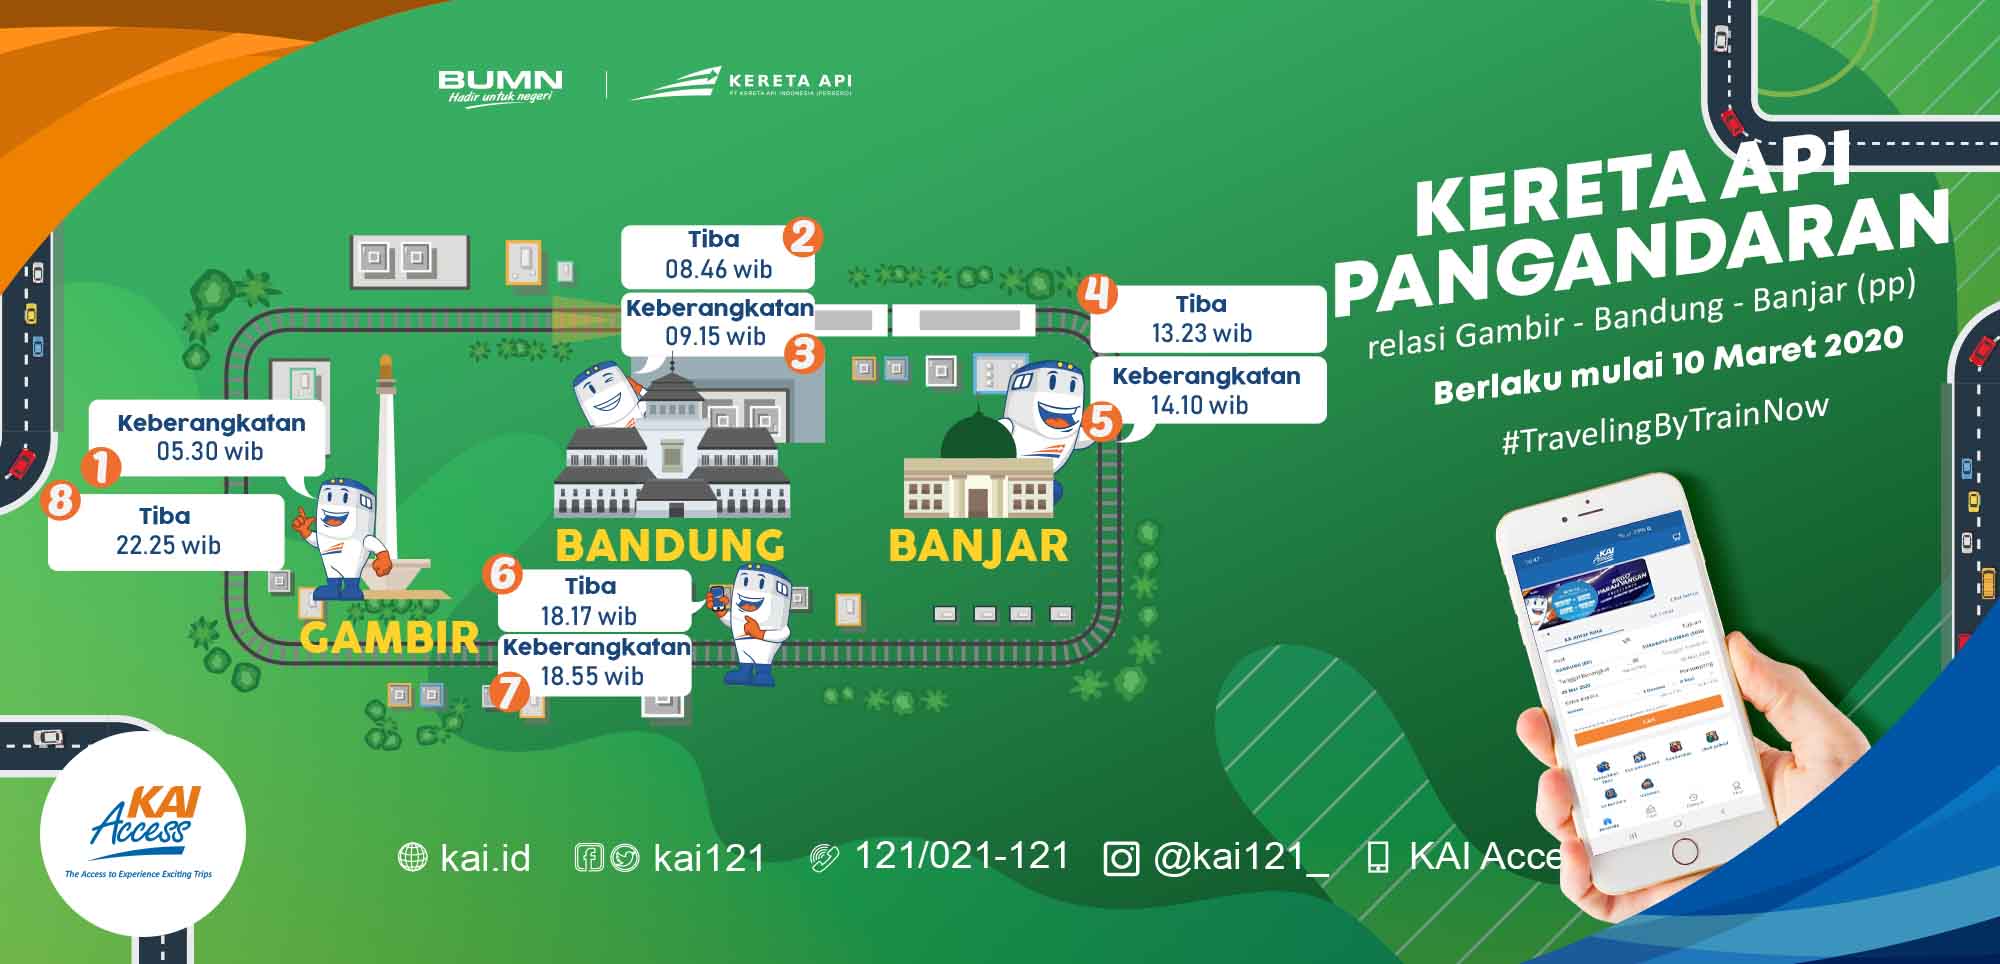 BUMN
Hadir untuk negeri
KERETA API
PT KERETA API INDONESIA (PERSERO)
KERETA API
PANGANDARAN
relasi Gambir - Bandung - Banjar (pp)
Berlaku mulai 10 Maret 2020
#TravelingByTrainNow
1
Keberangkatan
05.30 wib
8
Tiba
22.25 wib
GAMBIR
2
Tiba
08.46 wib
Keberangkatan
09.15 wib
3
BANDUNG
4
Tiba
13.23 wib
Keberangkatan
14.10 wib
5
BANJAR
6
Tiba
18.17 wib
Keberangkatan
18.55 wib
7
KAI
Access
ARGO
PARAHYANGAN
KAI
Access
The Access to Experience Exciting Trips
kai.id
kai121
121/021-121
@kai121_
KAI Acce